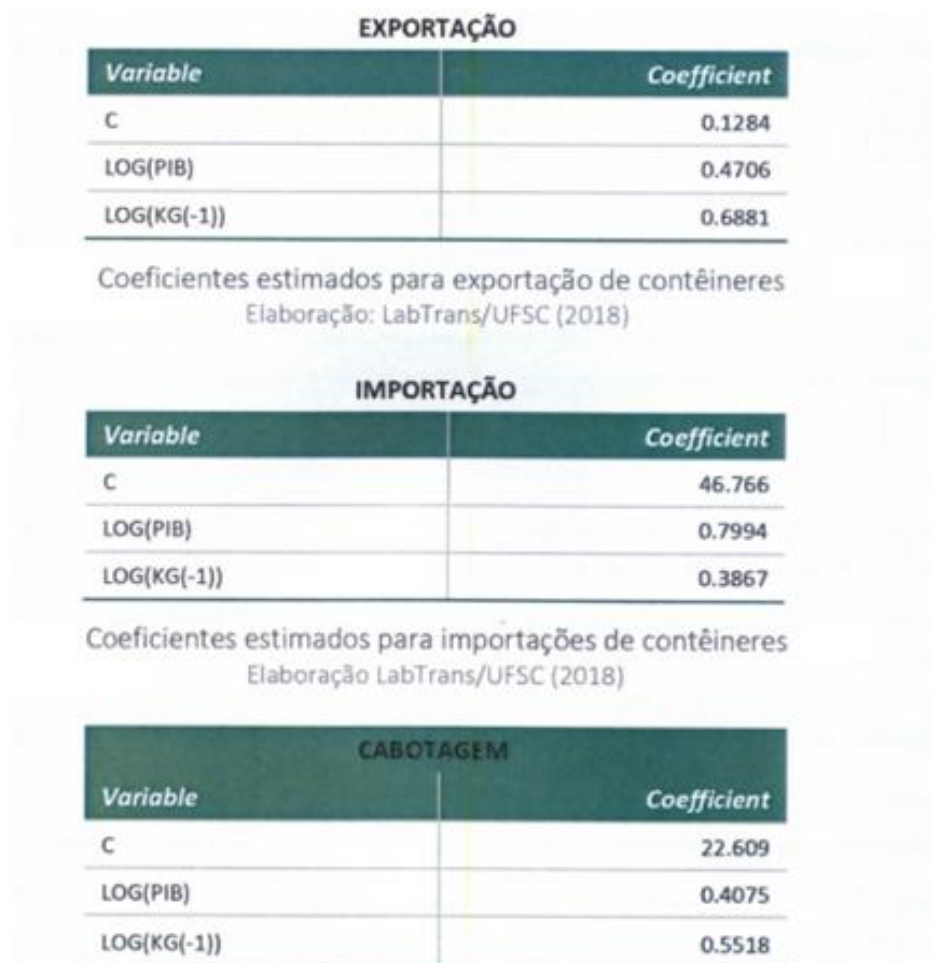 EXPORTAÇÃO
Variable Coefficient
C 0.1284
LOG(PIB) 0.4706
LOG(KG(-1)) 0.6881
Coeficientes estimados para exportação de contêineres
Elaboração: LabTrans/UFSC (2018)
IMPORTAÇÃO
Variable Coefficient
C 46.766
LOG(PIB) 0.7994
LOG(KG(-1)) 0.3867
Coeficientes estimados para importações de contêineres
Elaboração LabTrans/UFSC (2018)
CABOTAGEM
Variable Coefficient
C 22.609
LOG(PIB) 0.4075
LOG(KG(-1)) 0.5518